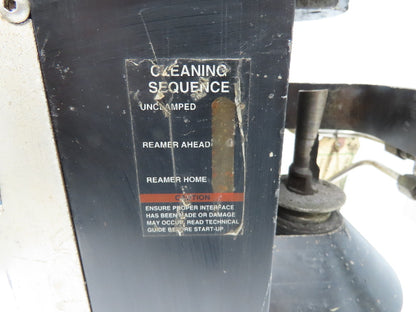 CLEANING
SEQUENCE
UNCLAMPED
REAMER AHEAD
REAMER HOME
CAUTION
ENSURE PROPER INTERFACE
HAS BEEN MADE OR DAMAGE
MAY OCCUR, READ TECHNICAL
GUIDE BEFORE START-UP